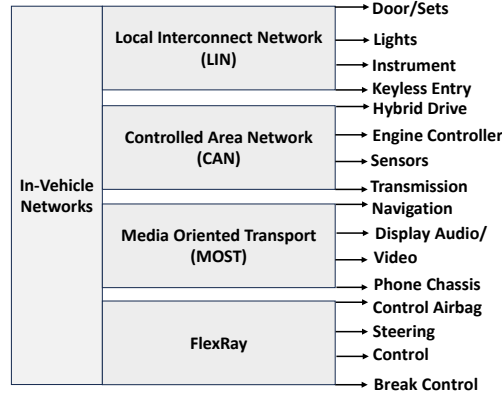 In-Vehicle
Networks
Local Interconnect Network
(LIN)
Door/Sets
Lights
Instrument
Keyless Entry
Controlled Area Network
(CAN)
Hybrid Drive
Engine Controller
Sensors
Transmission
Media Oriented Transport
(MOST)
Navigation
Display Audio/
Video
Phone Chassis
FlexRay
Control Airbag
Steering
Control
Break Control